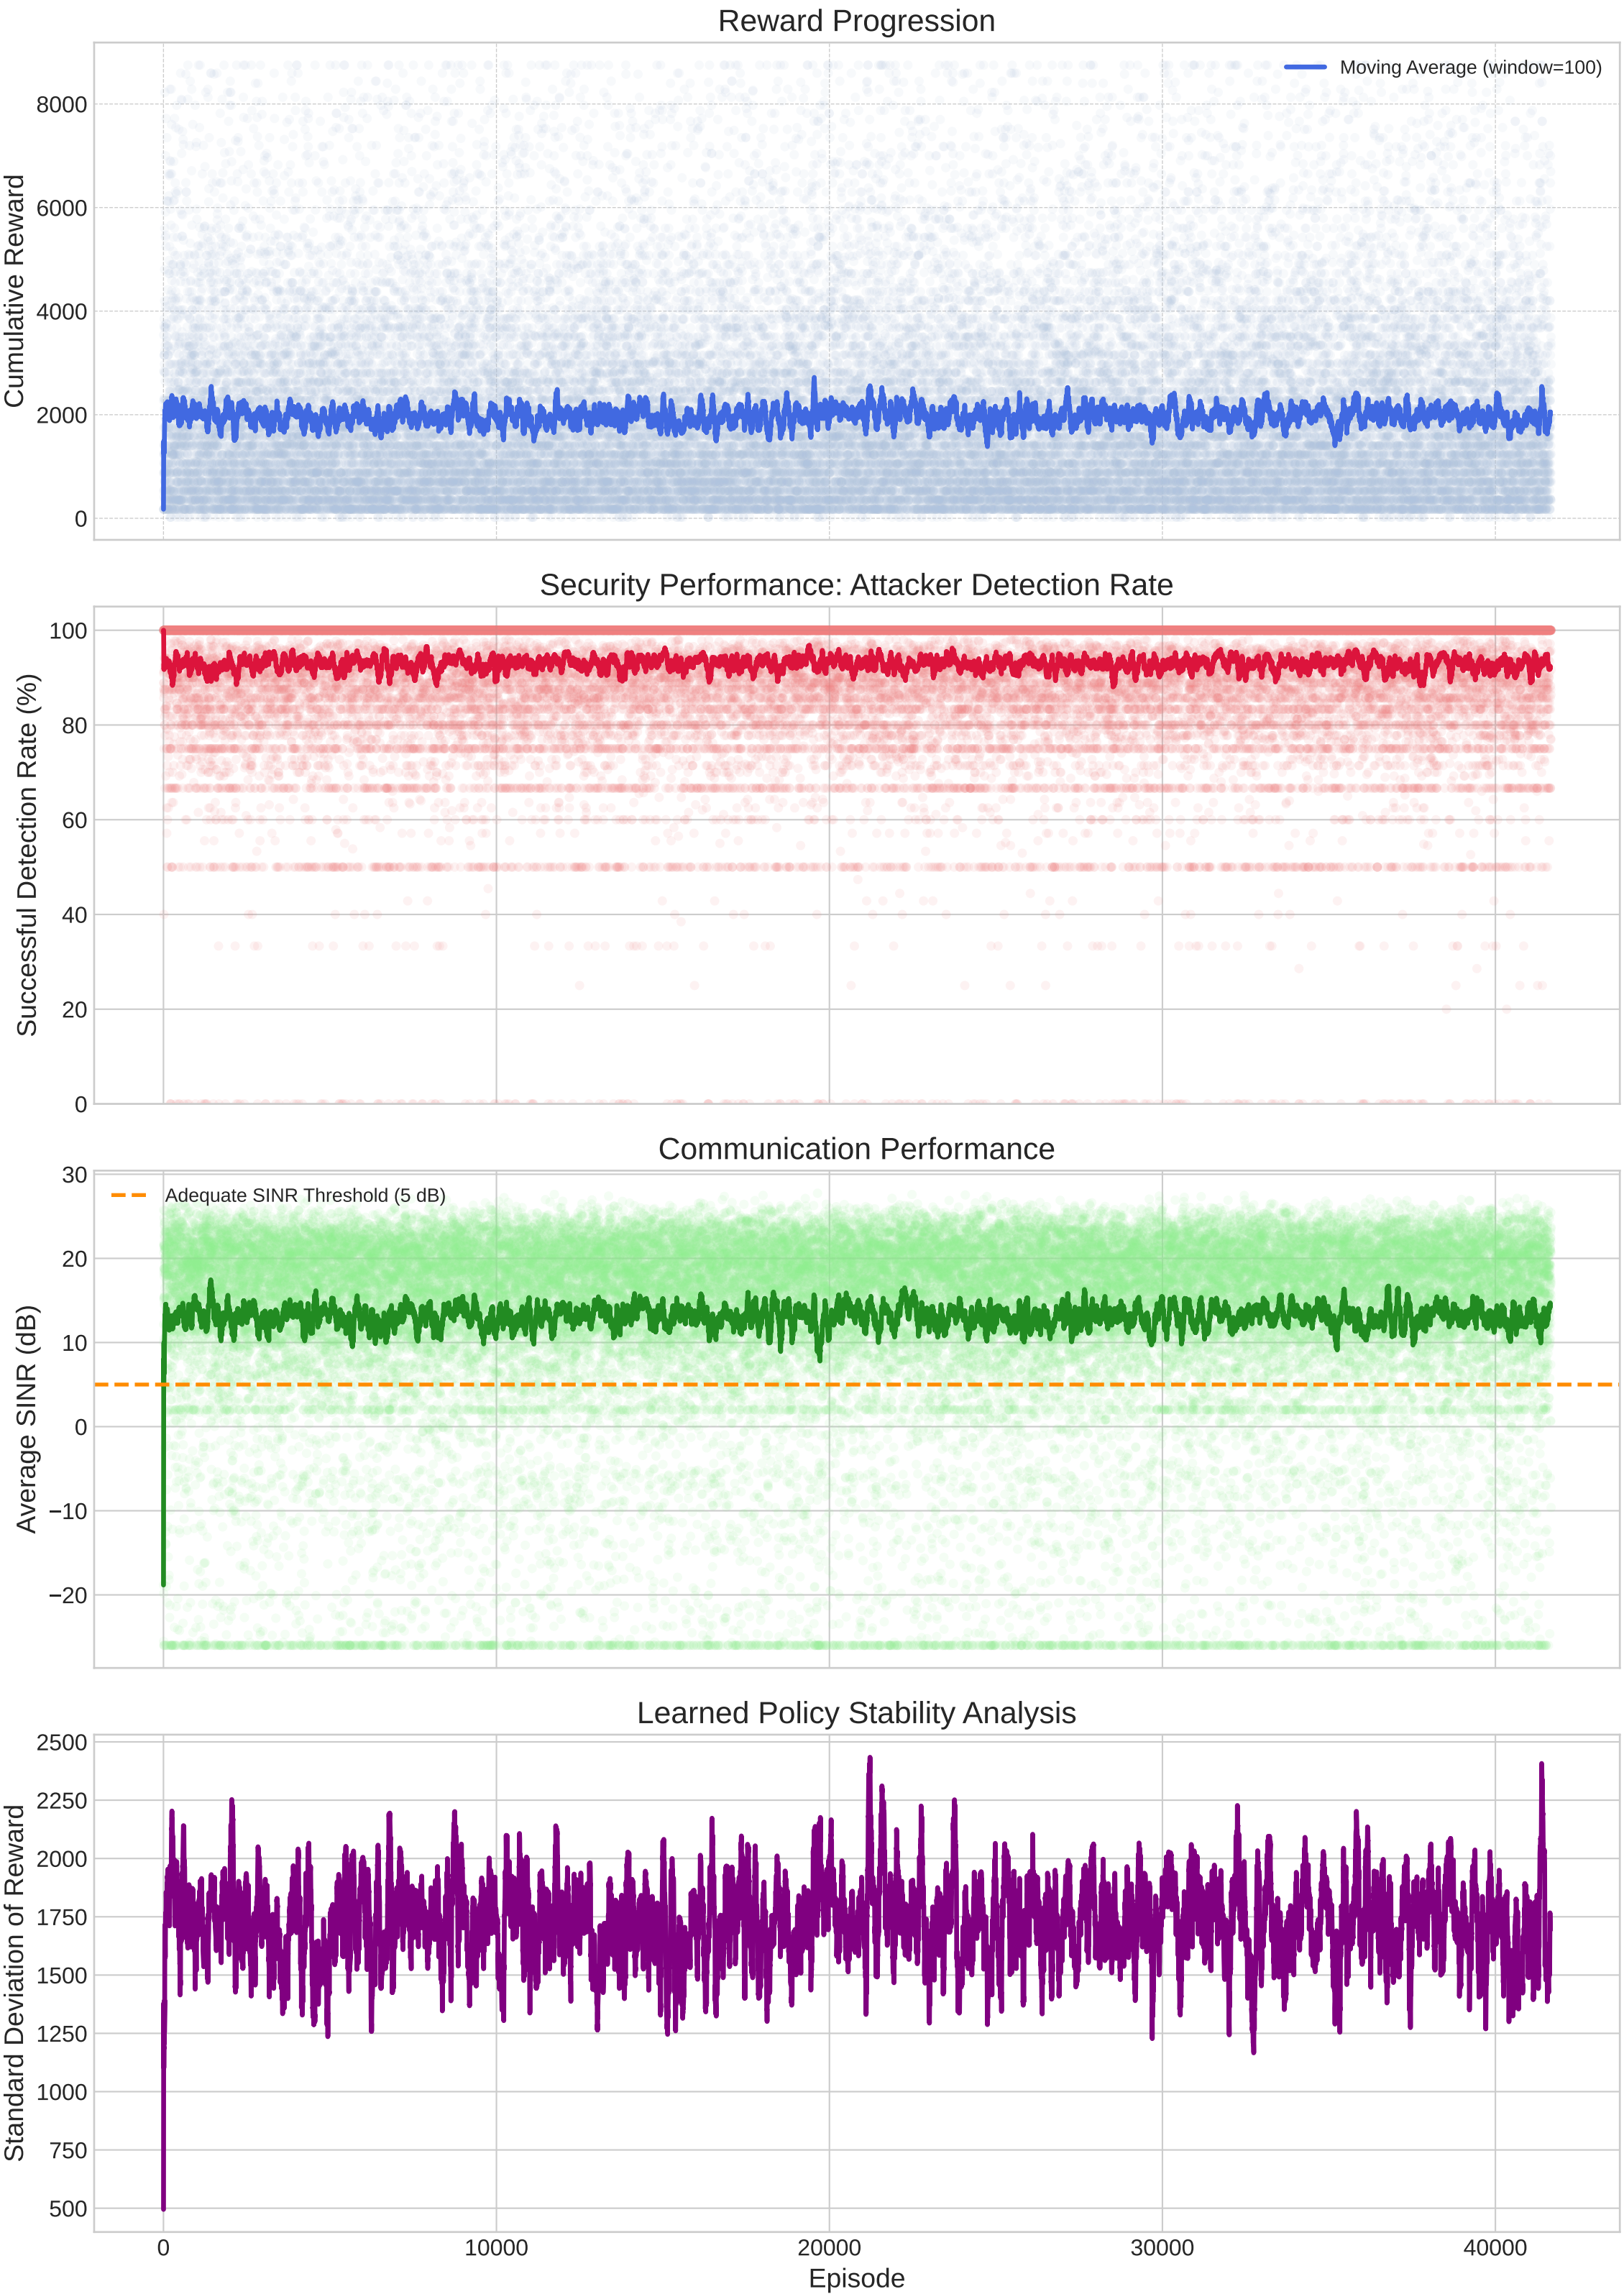 Reward Progression
Cumulative Reward
8000
6000
4000
2000
0
Moving Average (window=100)
Security Performance: Attacker Detection Rate
Successful Detection Rate (%)
100
80
60
40
20
0
Communication Performance
Average SINR (dB)
30
20
10
0
−10
−20
Adequate SINR Threshold (5 dB)
Learned Policy Stability Analysis
Standard Deviation of Reward
2500
2250
2000
1750
1500
1250
1000
750
500
0 10000 20000 30000 40000
Episode